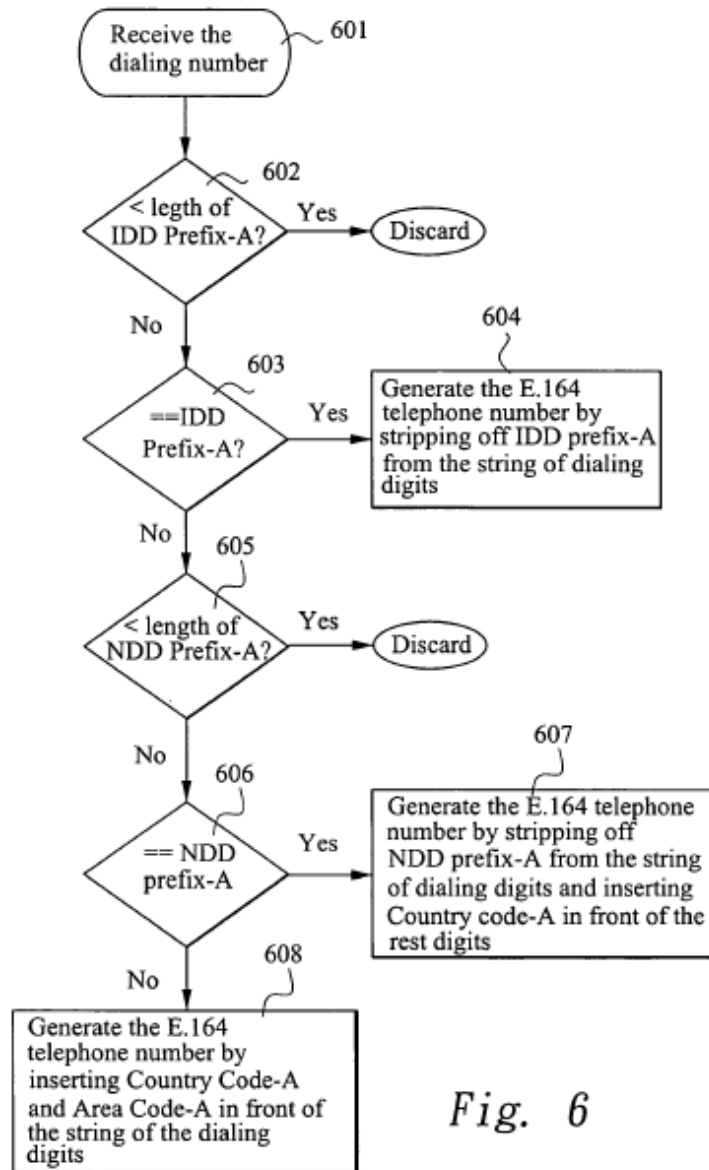 Receive the
dialing number
601
602
< legth of
IDD Prefix-A?
Yes
Discard
No
603
==IDD
Prefix-A?
Yes
604
Generate the E.164
telephone number by
stripping off IDD prefix-A
from the string of dialing
digits
No
605
< length of
NDD Prefix-A?
Yes
Discard
No
606
== NDD
prefix-A
Yes
607
Generate the E.164 telephone
number by stripping off
NDD prefix-A from the string
of dialing digits and inserting
Country code-A in front of the
rest digits
No
608
Generate the E.164
telephone number by
inserting Country Code-A
and Area Code-A in front of
the string of the dialing
digits
Fig. 6